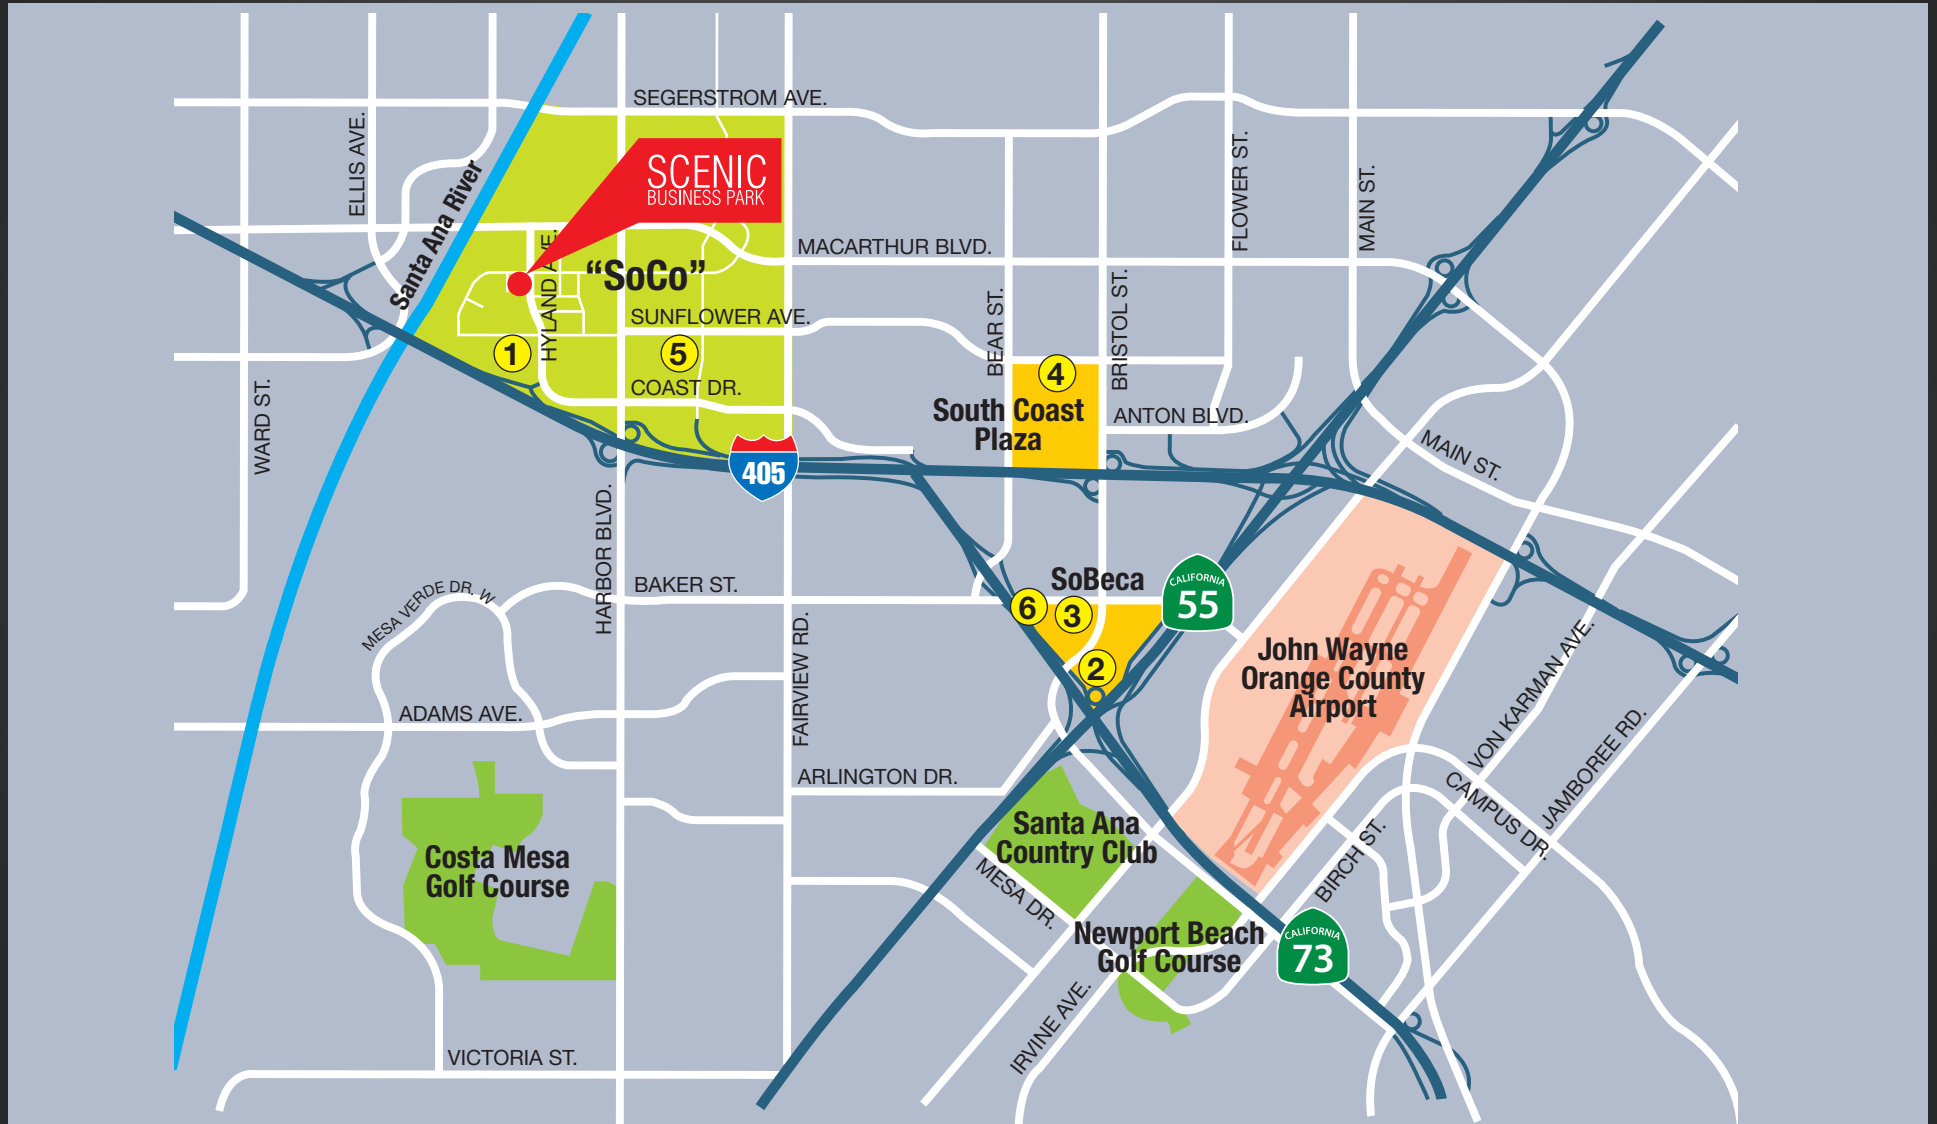 SEGERSTROM AVE.
ELLIS AVE.
Santa Ana River
SCENIC
BUSINESS PARK
FLOWER ST.
MAIN ST.
MACARTHUR BLVD.
HYLAND AVE.
“SoCo”
SUNFLOWER AVE.
BEAR ST.
BRISTOL ST.
1
5
4
COAST DR.
WARD ST.
South Coast
Plaza
ANTON BLVD.
MAIN ST.
405
HARBOR BLVD.
BAKER ST.
MESA VERDE DR. W
SoBeca
6
3
2
CALIFORNIA
55
FAIRVIEW RD.
John Wayne
Orange County
Airport
VON KARMAN AVE.
ADAMS AVE.
JAMBOREE RD.
CAMPUS DR.
ARLINGTON DR.
Santa Ana
Country Club
BIRCH ST.
Costa Mesa
Golf Course
MESA DR.
Newport Beach
Golf Course
CALIFORNIA
73
IRVINE AVE.
VICTORIA ST.